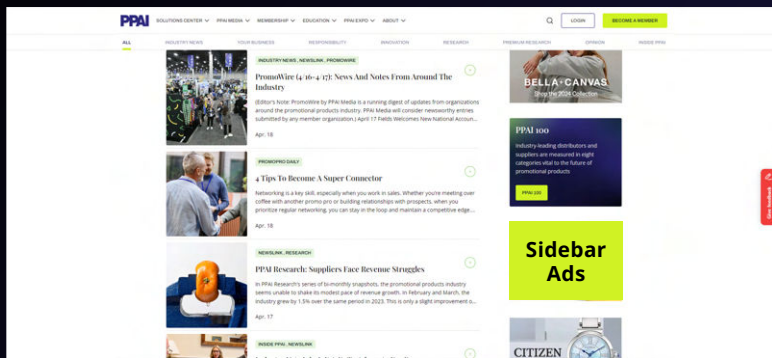 PPAI
SOLUTIONS CENTER
PPAI MEDIA
MEMBERSHIP
EDUCATION
PPAI EXPO
ABOUT
LOGIN
BECOME A MEMBER
ALL
INDUSTRY NEWS
YOUR BUSINESS
RESPONSIBILITY
INNOVATION
RESEARCH
PREMIUM RESEARCH
OPINION
INSIDE PPAI
INDUSTRY NEWS, NEWSLINK, PROMOWIRE
PromoWire (4/16-4/17): News And Notes From Around The
Industry
(Editor's Note: PromoWire by PPAI Media is a running digest of updates from organizations
around the promotional products industry. PPAI Media will consider newsworthy entries
submitted by any member organization.) April 17 Fields Welcomes New National Accoun...
Apr. 18
PROMOPRO DAILY
4 Tips To Become A Super Connector
Networking is a key skill, especially when you work in sales. Whether you're meeting over
coffee with another promo pro or building relationships with prospects, when you
prioritize regular networking, you can stay in the loop and maintain a competitive edge...
Apr. 18
NEWSLINK, RESEARCH
PPAI Research: Suppliers Face Revenue Struggles
In PPAI Research's series of bi-monthly snapshots, the promotional products industry
seems unable to shake its modest pace of revenue growth. In February and March, the
industry grew by 1.5% over the same period in 2023. This is only a slight improvement o...
Apr. 17
INSIDE PPAI, NEWSLINK
BELLA+CANVAS
Shop the 2024 Collection
PPAI 100
Industry-leading distributors and
suppliers are measured in eight
categories vital to the future of
promotional products
PPAI 100
Sidebar
Ads
CITIZEN
Give Feedback